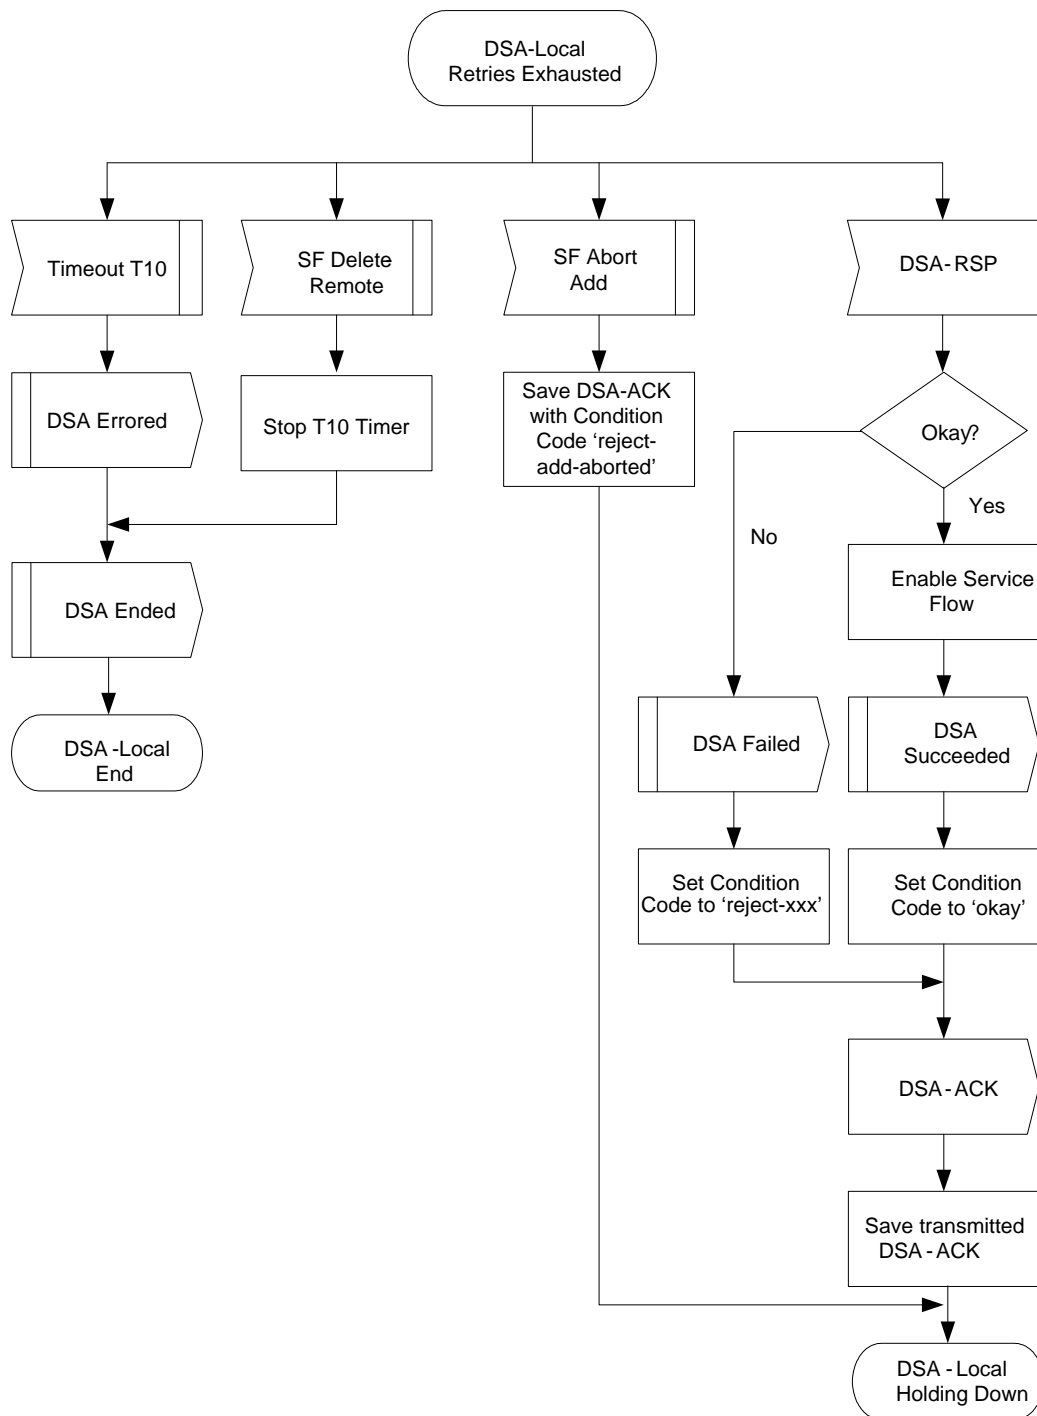 DSA-Local
Retries Exhausted
Timeout T10
SF Delete
Remote
SF Abort
Add
DSA-RSP
DSA Errored
Stop T10 Timer
Save DSA-ACK
with Condition
Code ‘reject-
add-aborted’
Okay?
No
Yes
Enable Service
Flow
DSA Ended
DSA Failed
DSA
Succeeded
DSA -Local
End
Set Condition
Code to ‘reject-xxx’
Set Condition
Code to ‘okay’
DSA - ACK
Save transmitted
DSA - ACK
DSA - Local
Holding Down